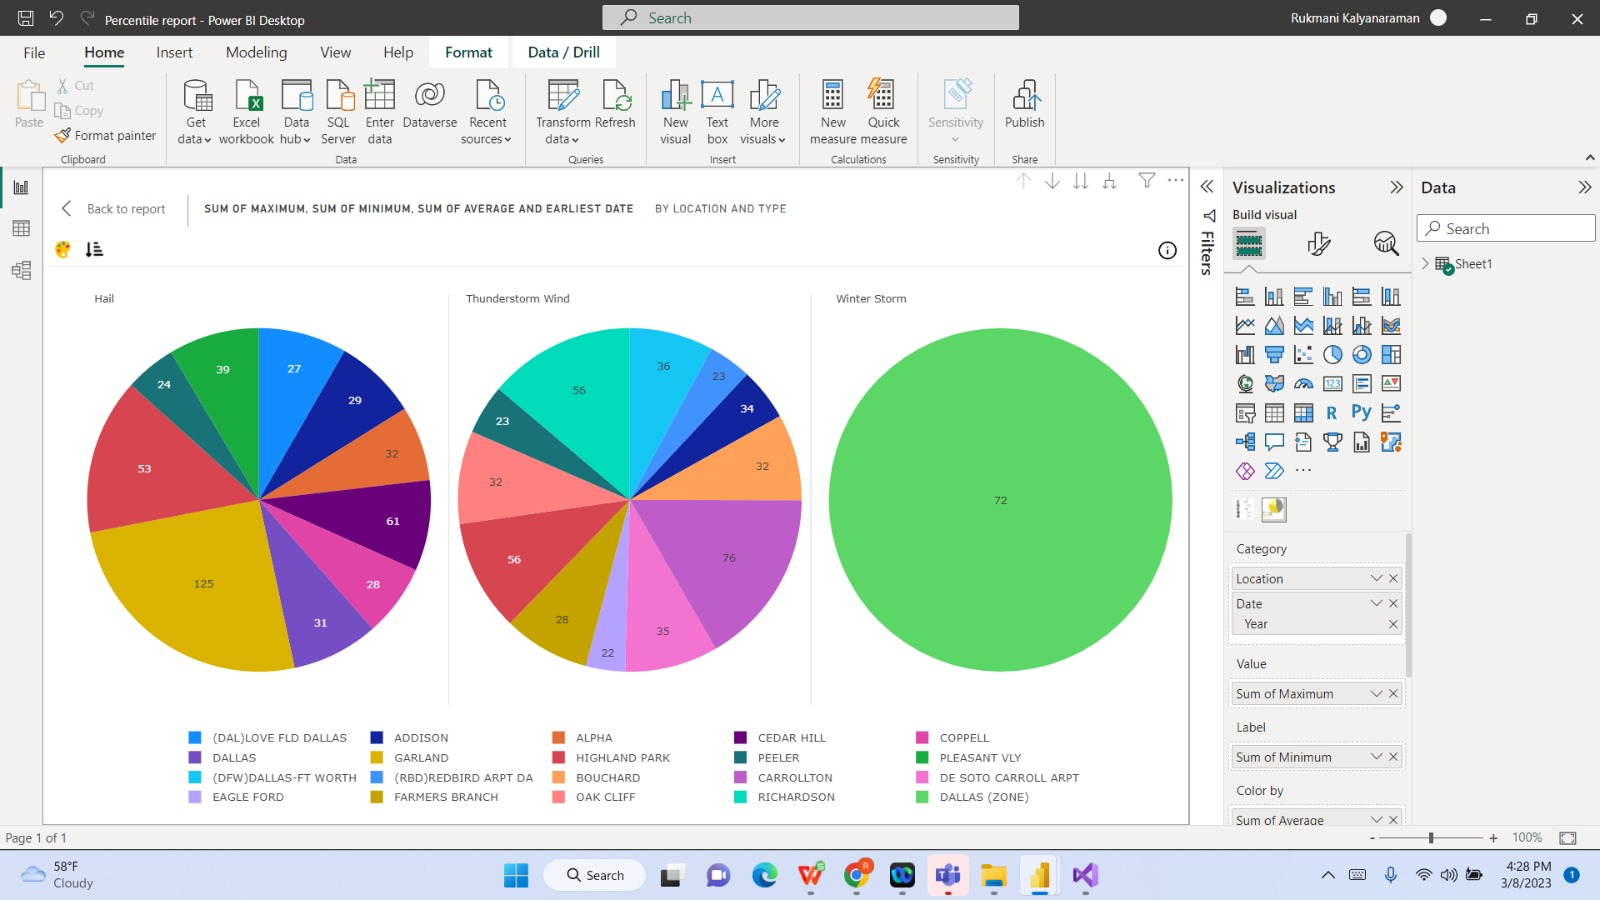 Percentile report - Power BI Desktop
Search
Rukmani Kalyanaraman
File Home Insert Modeling View Help Format Data / Drill
Paste
Cut
Copy
Format painter
Clipboard
Get data
Excel workbook
Data hub
SQL Server
Enter data
Dataverse
Recent sources
Data
Transform data
Refresh
Queries
New visual
Text box
More visuals
Insert
New measure
Quick measure
Calculations
Sensitivity
Sensitivity
Publish
Share
Back to report
SUM OF MAXIMUM, SUM OF MINIMUM, SUM OF AVERAGE AND EARLIEST DATE BY LOCATION AND TYPE
Hail
27
29
32
61
28
31
125
53
24
39
Thunderstorm Wind
36
23
34
32
76
35
22
28
56
32
23
56
Winter Storm
72
(DAL)LOVE FLD DALLAS ADDISON ALPHA CEDAR HILL COPPELL
DALLAS GARLAND HIGHLAND PARK PEELER PLEASANT VLY
(DFW)DALLAS-FT WORTH (RBD)REDBIRD ARPT DA BOUCHARD CARROLLTON DE SOTO CARROLL ARPT
EAGLE FORD FARMERS BRANCH OAK CLIFF RICHARDSON DALLAS (ZONE)
Filters
Visualizations
Build visual
123
R
Py
Category
Location
Date
Year
Value
Sum of Maximum
Label
Sum of Minimum
Color by
Sum of Average
Data
Search
Sheet1
Page 1 of 1
- + 100%
58°F
Cloudy
Search
4:28 PM
3/8/2023
1